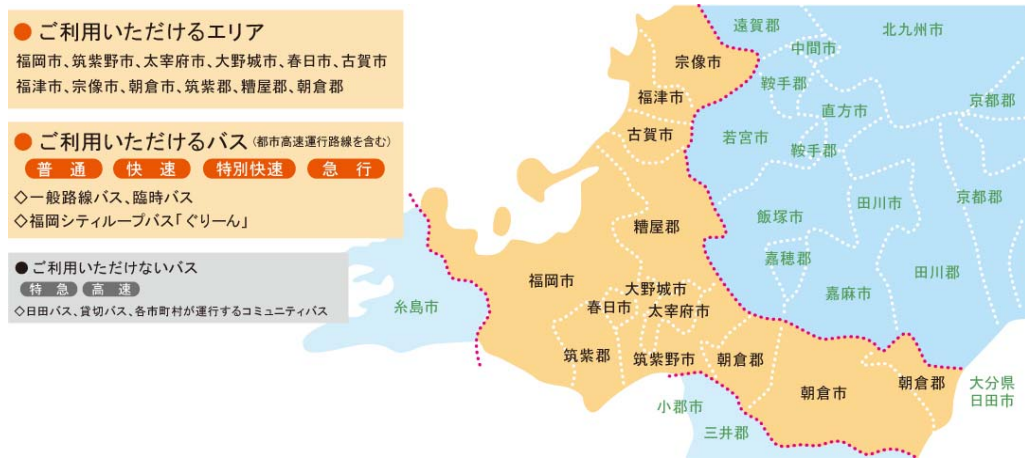 ● ご利用いただけるエリア
福岡市、筑紫野市、太宰府市、大野城市、春日市、古賀市
福津市、宗像市、朝倉市、筑紫郡、糟屋郡、朝倉郡
● ご利用いただけるバス(都市高速運行路線を含む)
普通 快速 特別快速 急行
◇一般路線バス、臨時バス
◇福岡シティループバス「ぐりーん」
● ご利用いただけないバス
特急 高速
◇日田バス、貸切バス、各市町村が運行するコミュニティバス
遠賀郡
北九州市
中間市
宗像市
鞍手郡
福津市
直方市
京都郡
古賀市
若宮市
鞍手郡
飯塚市
田川市
京都郡
糟屋郡
嘉穂郡
田川郡
福岡市
大野城市
嘉麻市
糸島市
春日市
太宰府市
筑紫郡
筑紫野市
朝倉郡
朝倉市
朝倉郡
大分県
日田市
小郡市
三井郡